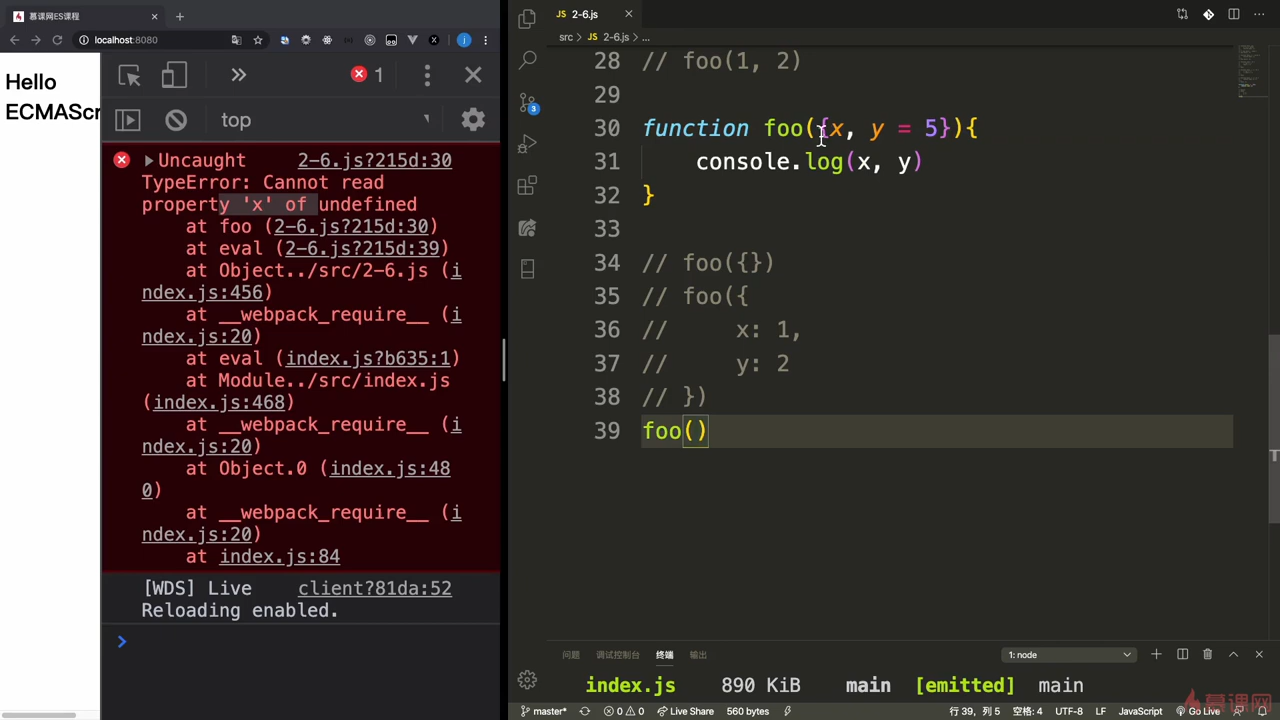 慕课网ES课程
localhost:8080
Hello
ECMAScr
1
top
Uncaught 2-6.js?215d:30
TypeError: Cannot read
property 'x' of undefined
at foo (2-6.js?215d:30)
at eval (2-6.js?215d:39)
at Object../src/2-6.js (i
ndex.js:456)
at __webpack_require__ (i
ndex.js:20)
at eval (index.js?b635:1)
at Module../src/index.js
(index.js:468)
at __webpack_require__ (i
ndex.js:20)
at Object.0 (index.js:48
0)
at __webpack_require__ (i
ndex.js:20)
at index.js:84
[WDS] Live client?81da:52
Reloading enabled.
JS 2-6.js
src > JS 2-6.js > ...
28 // foo(1, 2)
29
30 function foo({x, y = 5}){
31 console.log(x, y)
32 }
33
34 // foo({})
35 // foo({
36 // x: 1,
37 // y: 2
38 // })
39 foo()
3
问题 调试控制台 终端 输出 1: node
index.js 890 KiB main [emitted] main
master* 0 0 Live Share 560 bytes 行 39, 列 5 空格: 4 UTF-8 LF JavaScript Go Live
慕课网